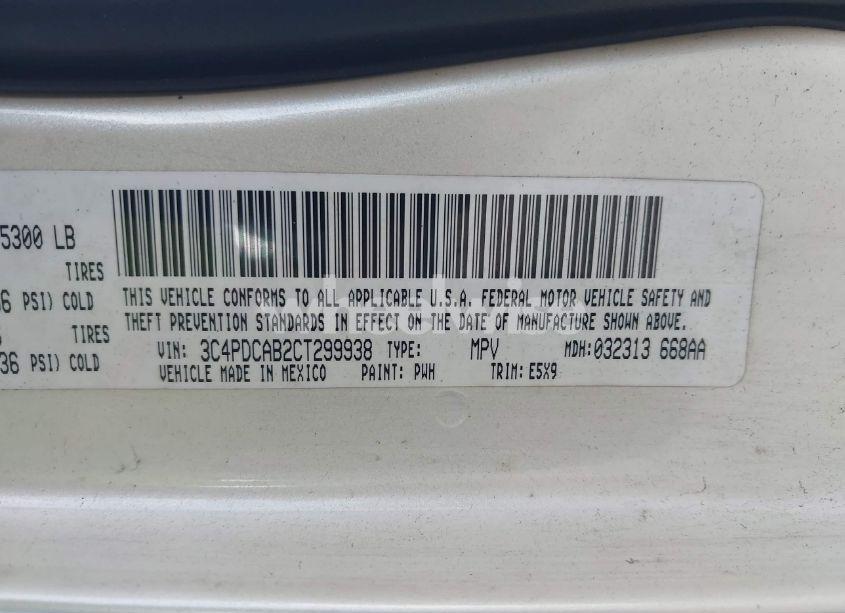 5300 LB
TIRES
36 PSI) COLD
TIRES
36 PSI) COLD
THIS VEHICLE CONFORMS TO ALL APPLICABLE U.S.A. FEDERAL MOTOR VEHICLE SAFETY AND
THEFT PREVENTION STANDARDS IN EFFECT ON THE DATE OF MANUFACTURE SHOWN ABOVE.
VIN: 3C4PDCAB2CT299938 TYPE: MPV MDH:032313 668AA
VEHICLE MADE IN MEXICO PAINT: PWH TRIM: E5X9